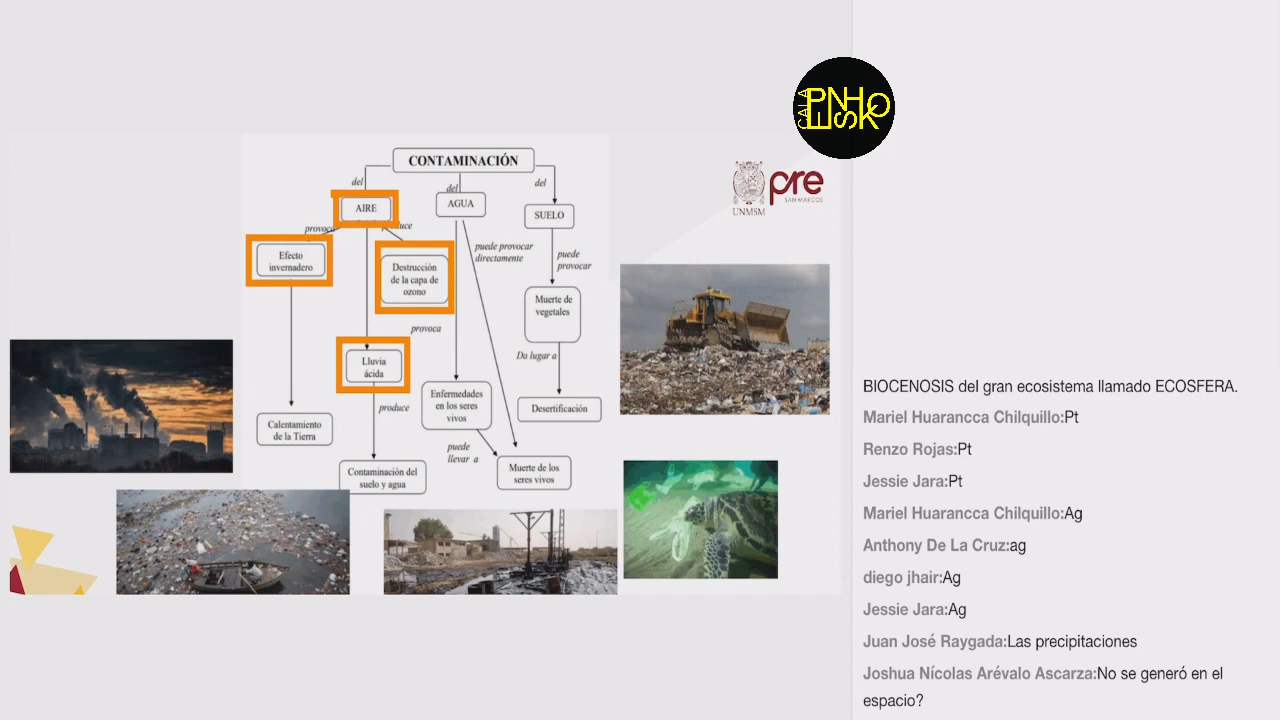 CALA
PNHO
ESK
CONTAMINACIÓN
del
del
del
AIRE
AGUA
SUELO
provoca
Efecto
invernadero
Destrucción
de la capa de
ozono
puede provocar
directamente
puede
provocar
Muerte de
vegetales
provoca
Lluvia
ácida
Da lugar a
produce
Enfermedades
en los seres
vivos
Desertificación
Calentamiento
de la Tierra
puede
llevar a
Contaminación del
suelo y agua
Muerte de los
seres vivos
UNMSM
pre
SAN MARCOS
BIOCENOSIS del gran ecosistema llamado ECOSFERA.
Mariel Huarancca Chilquillo:Pt
Renzo Rojas:Pt
Jessie Jara:Pt
Mariel Huarancca Chilquillo:Ag
Anthony De La Cruz:ag
diego jhair:Ag
Jessie Jara:Ag
Juan José Raygada:Las precipitaciones
Joshua Nícolas Arévalo Ascarza:No se generó en el
espacio?